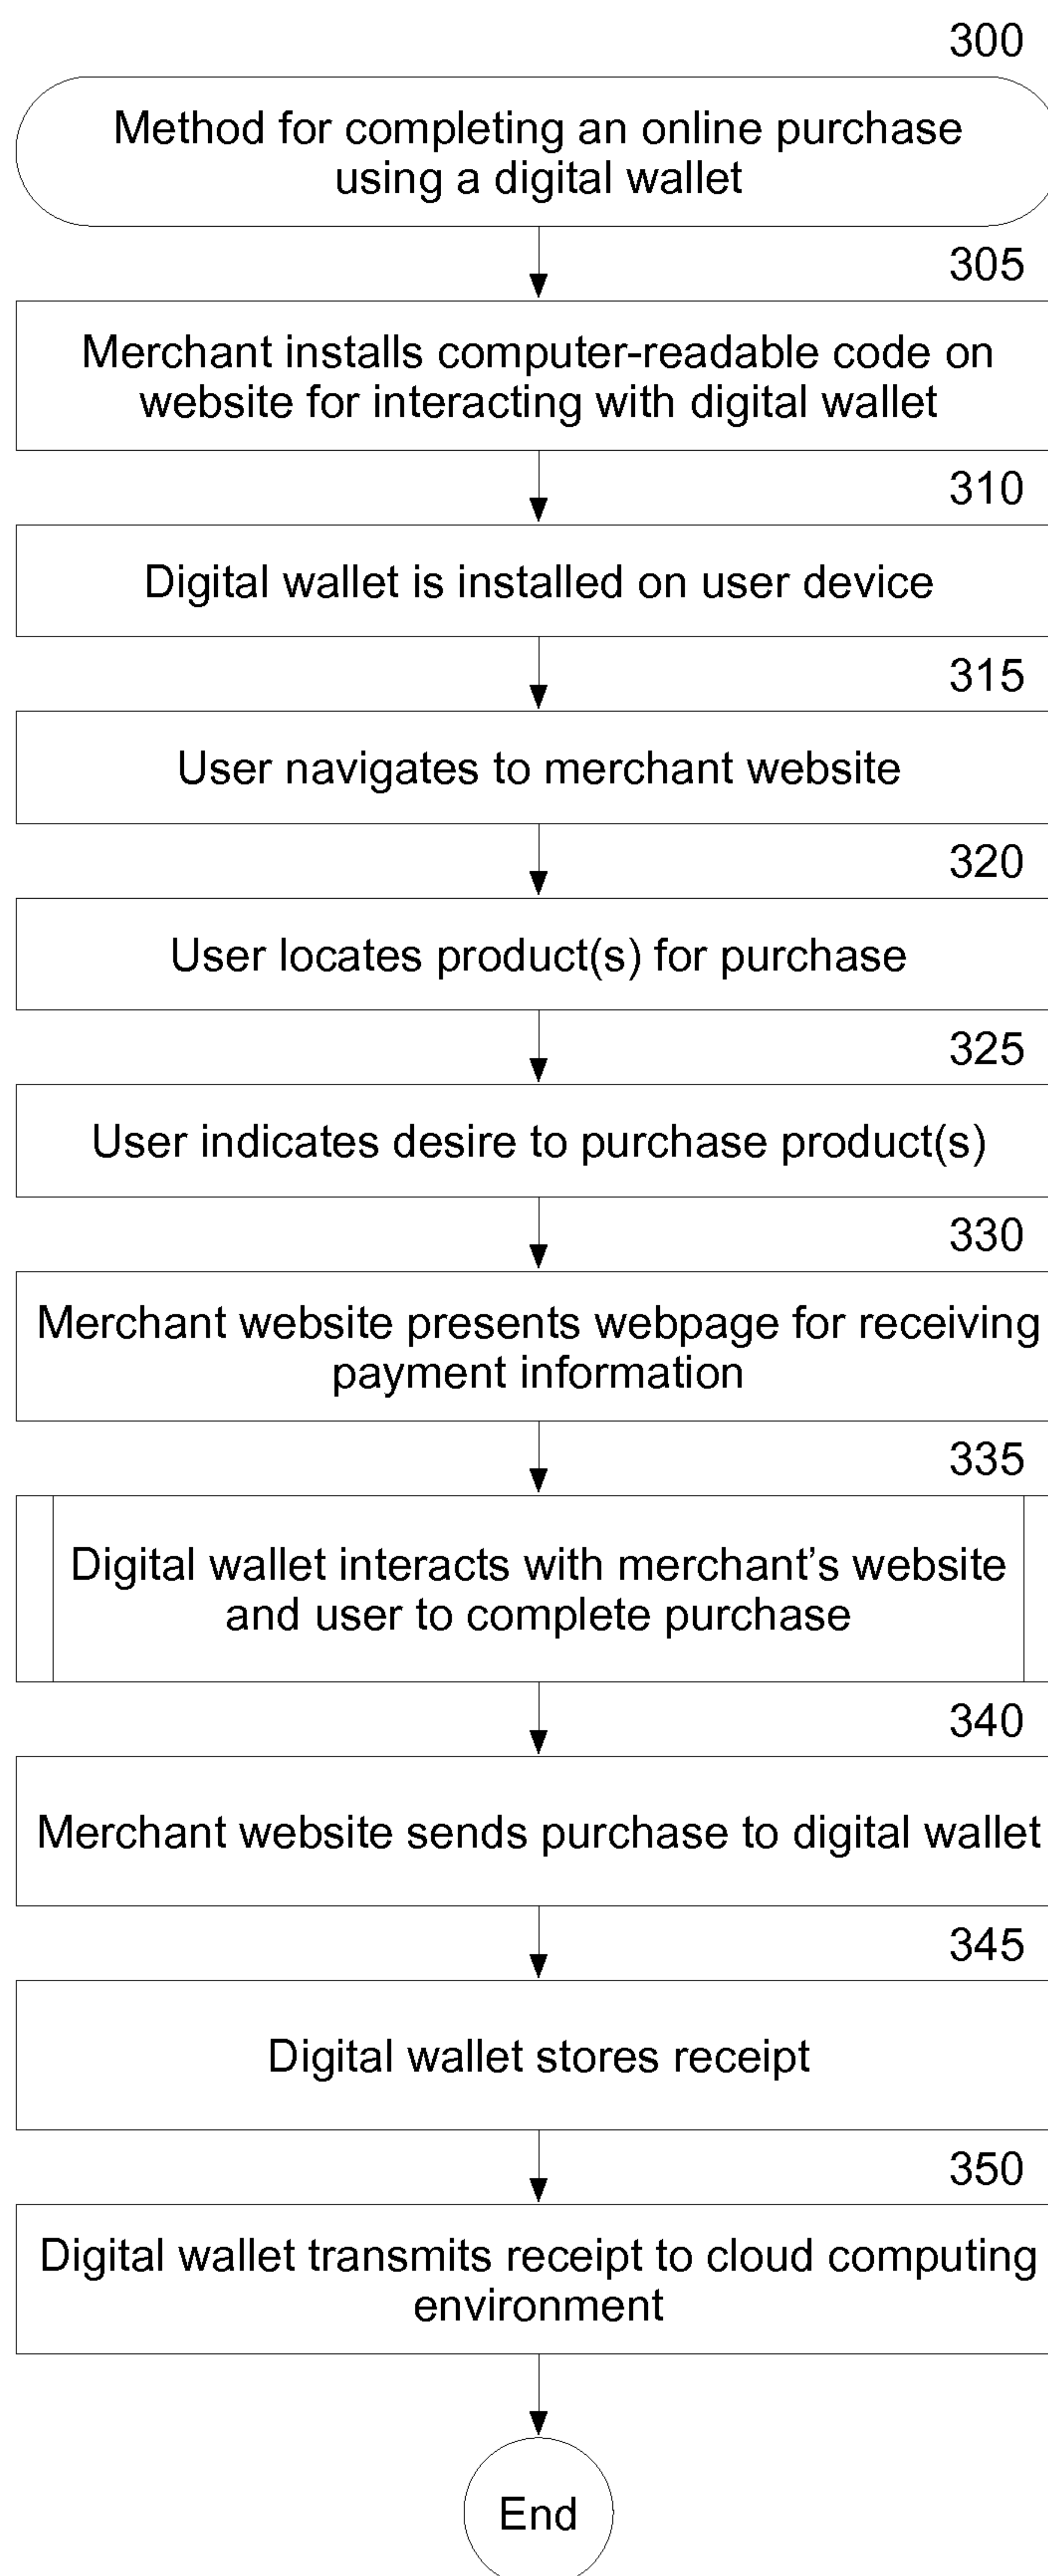 300
Method for completing an online purchase
using a digital wallet
305
Merchant installs computer-readable code on
website for interacting with digital wallet
310
Digital wallet is installed on user device
315
User navigates to merchant website
320
User locates product(s) for purchase
325
User indicates desire to purchase product(s)
330
Merchant website presents webpage for receiving
payment information
335
Digital wallet interacts with merchant’s website
and user to complete purchase
340
Merchant website sends purchase to digital wallet
345
Digital wallet stores receipt
350
Digital wallet transmits receipt to cloud computing
environment
End